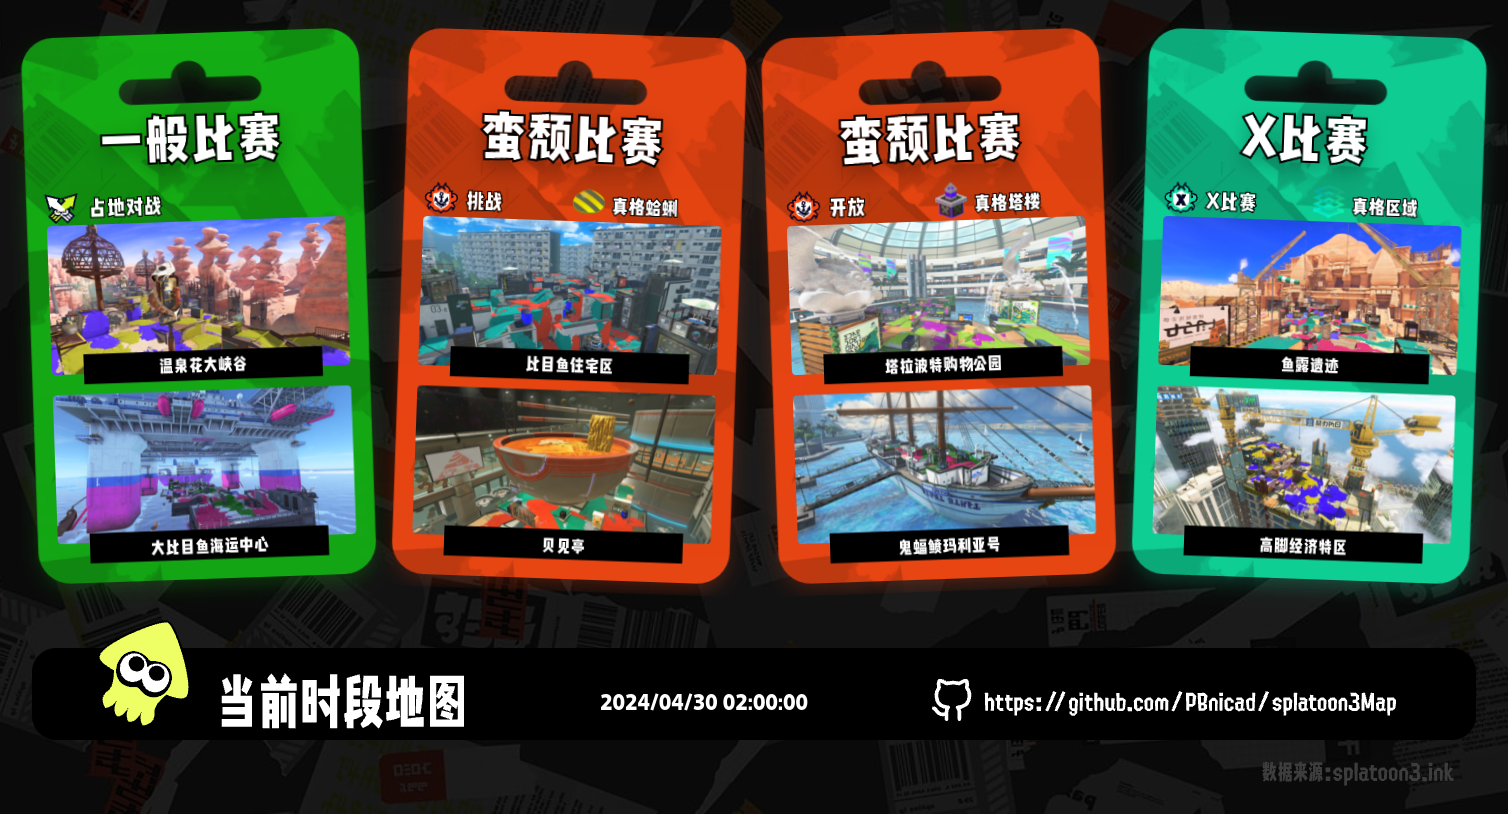 一般比赛
占地对战
温泉花大峡谷
大比目鱼海运中心
蛮颓比赛
挑战
真格蛤蜊
比目鱼住宅区
贝见亭
蛮颓比赛
开放
真格塔楼
塔拉波特购物公园
鬼蝠鲼玛利亚号
X比赛
X比赛
真格区域
鱼露遗迹
高脚经济特区
当前时段地图
2024/04/30 02:00:00
https://github.com/PBnicad/splatoon3Map
数据来源:splatoon3.ink